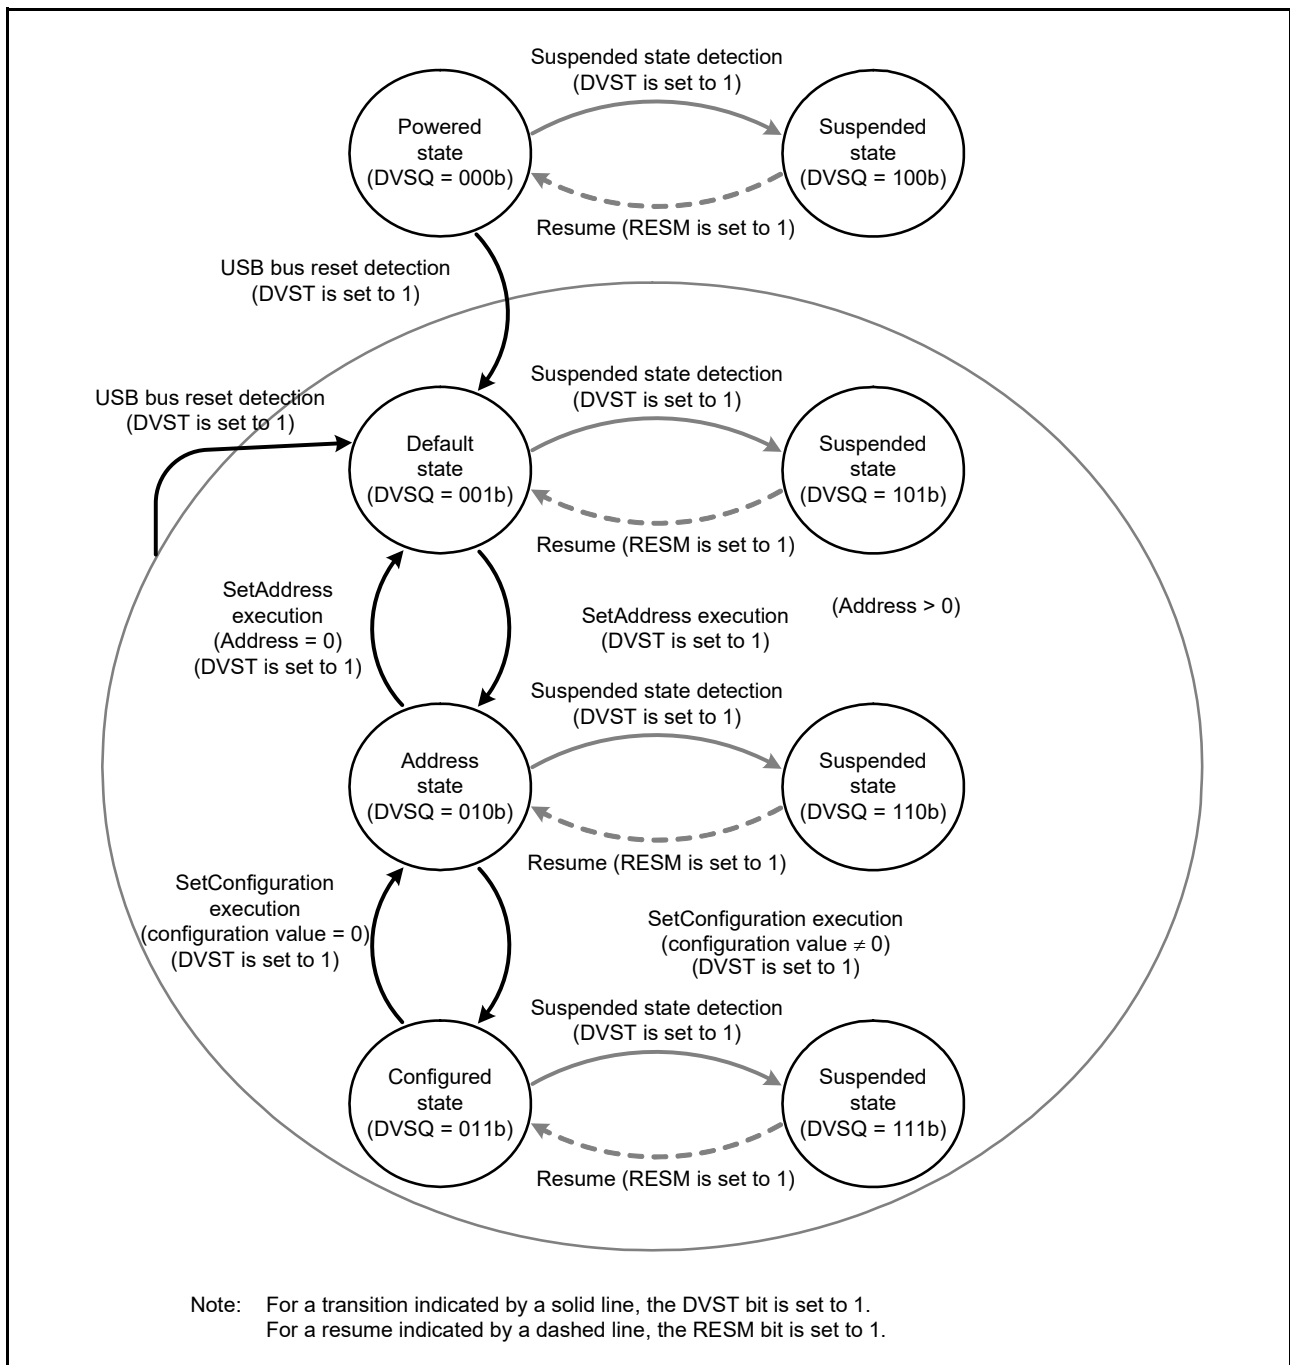 Suspended state detection
(DVST is set to 1)
Powered
state
(DVSQ = 000b)
Suspended
state
(DVSQ = 100b)
Resume (RESM is set to 1)
USB bus reset detection
(DVST is set to 1)
USB bus reset detection
(DVST is set to 1)
Suspended state detection
(DVST is set to 1)
Default
state
(DVSQ = 001b)
Suspended
state
(DVSQ = 101b)
Resume (RESM is set to 1)
SetAddress
execution
(Address = 0)
(DVST is set to 1)
SetAddress execution
(DVST is set to 1)
(Address > 0)
Suspended state detection
(DVST is set to 1)
Address
state
(DVSQ = 010b)
Suspended
state
(DVSQ = 110b)
Resume (RESM is set to 1)
SetConfiguration
execution
(configuration value = 0)
(DVST is set to 1)
SetConfiguration execution
(configuration value ≠ 0)
(DVST is set to 1)
Suspended state detection
(DVST is set to 1)
Configured
state
(DVSQ = 011b)
Suspended
state
(DVSQ = 111b)
Resume (RESM is set to 1)
Note: For a transition indicated by a solid line, the DVST bit is set to 1.
For a resume indicated by a dashed line, the RESM bit is set to 1.